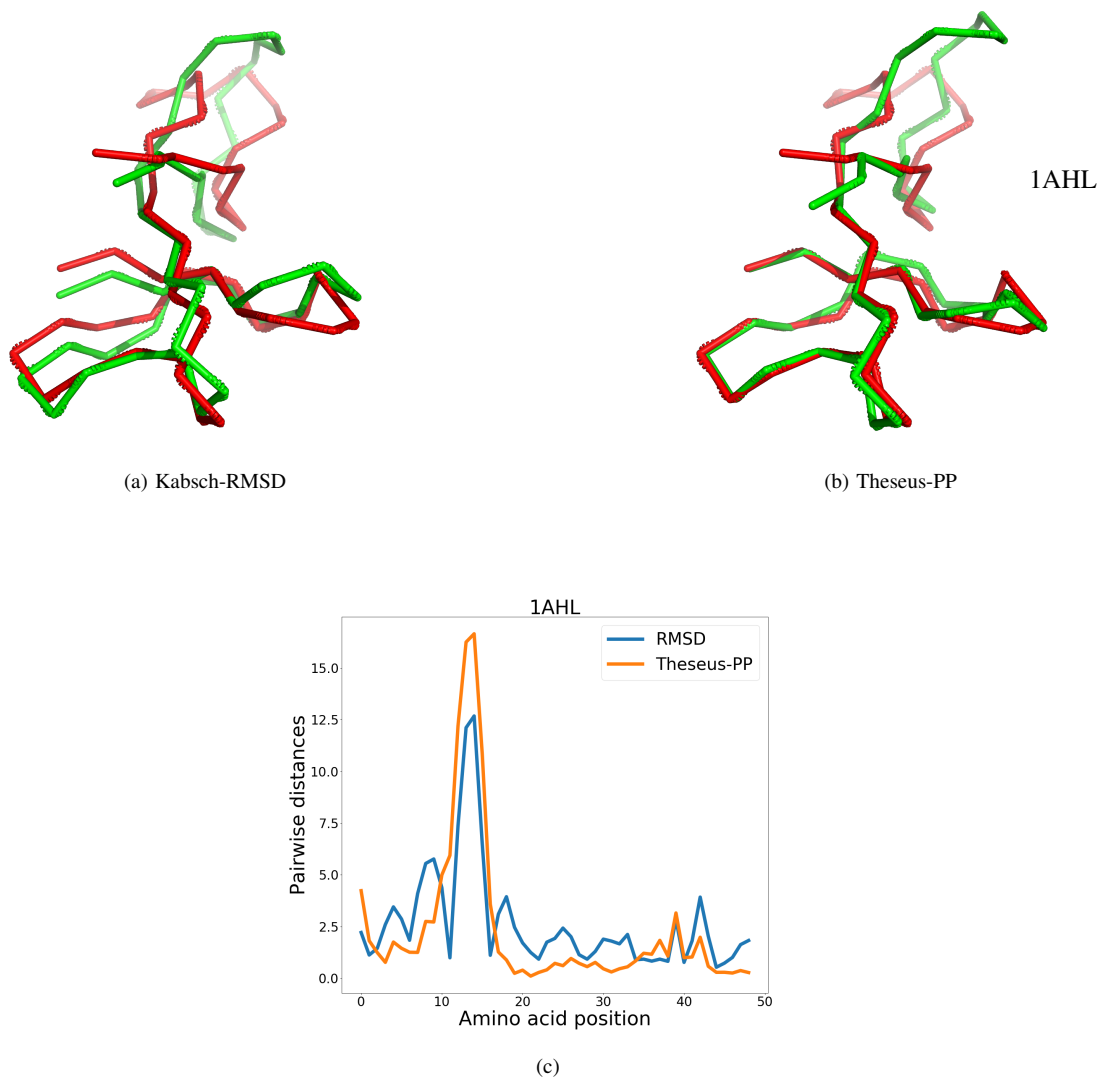 1AHL
(a) Kabsch-RMSD
(b) Theseus-PP
1AHL
RMSD
Theseus-PP
Pairwise distances
15.0
12.5
10.0
7.5
5.0
2.5
0.0
0 10 20 30 40 50
Amino acid position
(c)